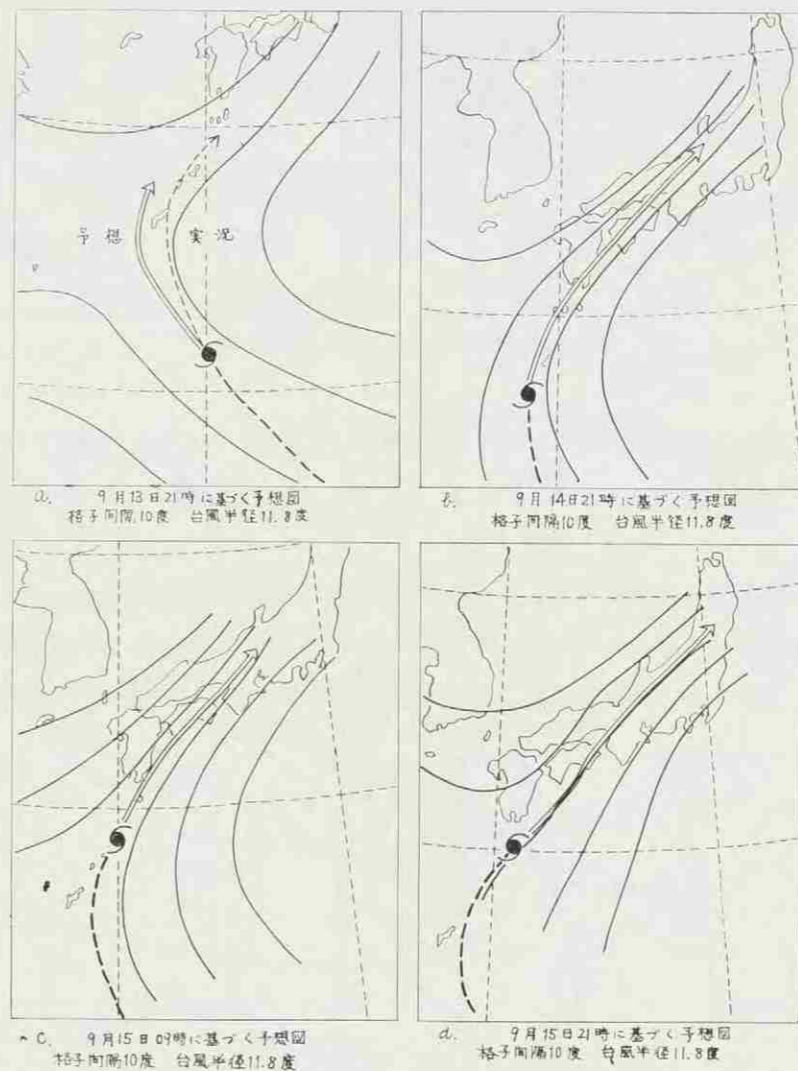 予想 実況
a. 9月13日21時に基づく予想図
格子間隔10度 台風半径11.8度
b. 9月14日21時に基づく予想図
格子間隔10度 台風半径11.8度
c. 9月15日09時に基づく予想図
格子間隔10度 台風半径11.8度
d. 9月15日21時に基づく予想図
格子間隔10度 台風半径11.8度